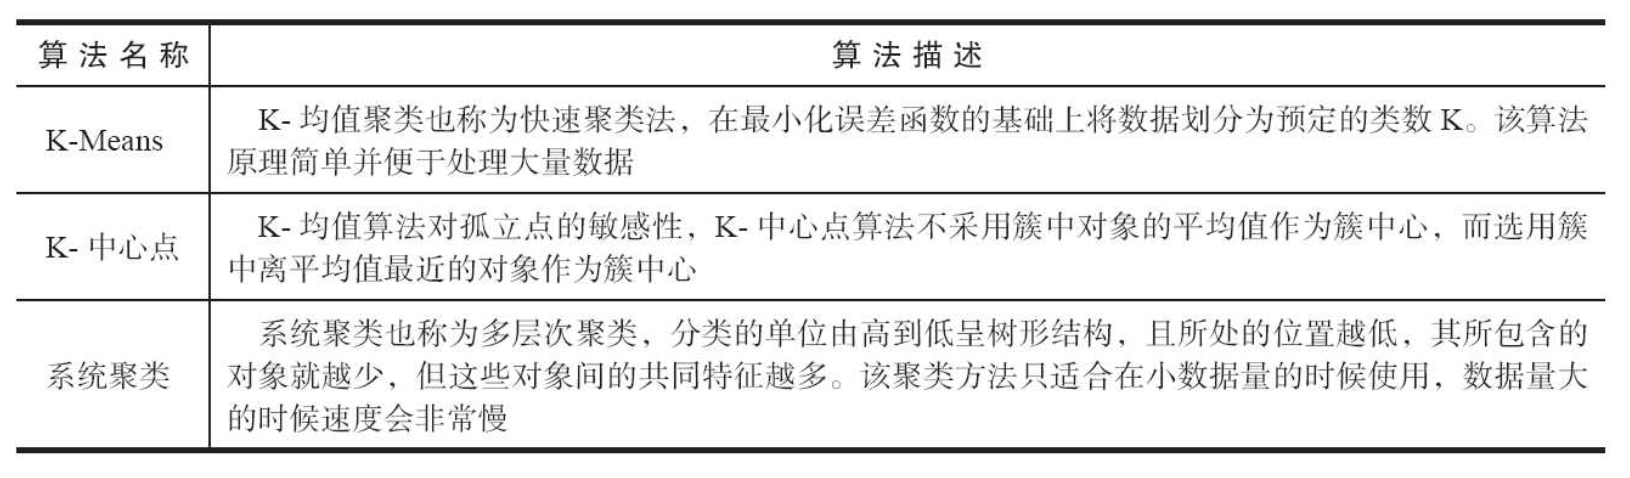 算法名称 算法描述
K-Means
K- 均值聚类也称为快速聚类法，在最小化误差函数的基础上将数据划分为预定的类数 K。该算法
原理简单并便于处理大量数据
K- 中心点
K- 均值算法对孤立点的敏感性，K- 中心点算法不采用簇中对象的平均值作为簇中心，而选用簇
中离平均值最近的对象作为簇中心
系统聚类
系统聚类也称为多层次聚类，分类的单位由高到低呈树形结构，且所处的位置越低，其所包含的
对象就越少，但这些对象间的共同特征越多。该聚类方法只适合在小数据量的时候使用，数据量大
的时候速度会非常慢